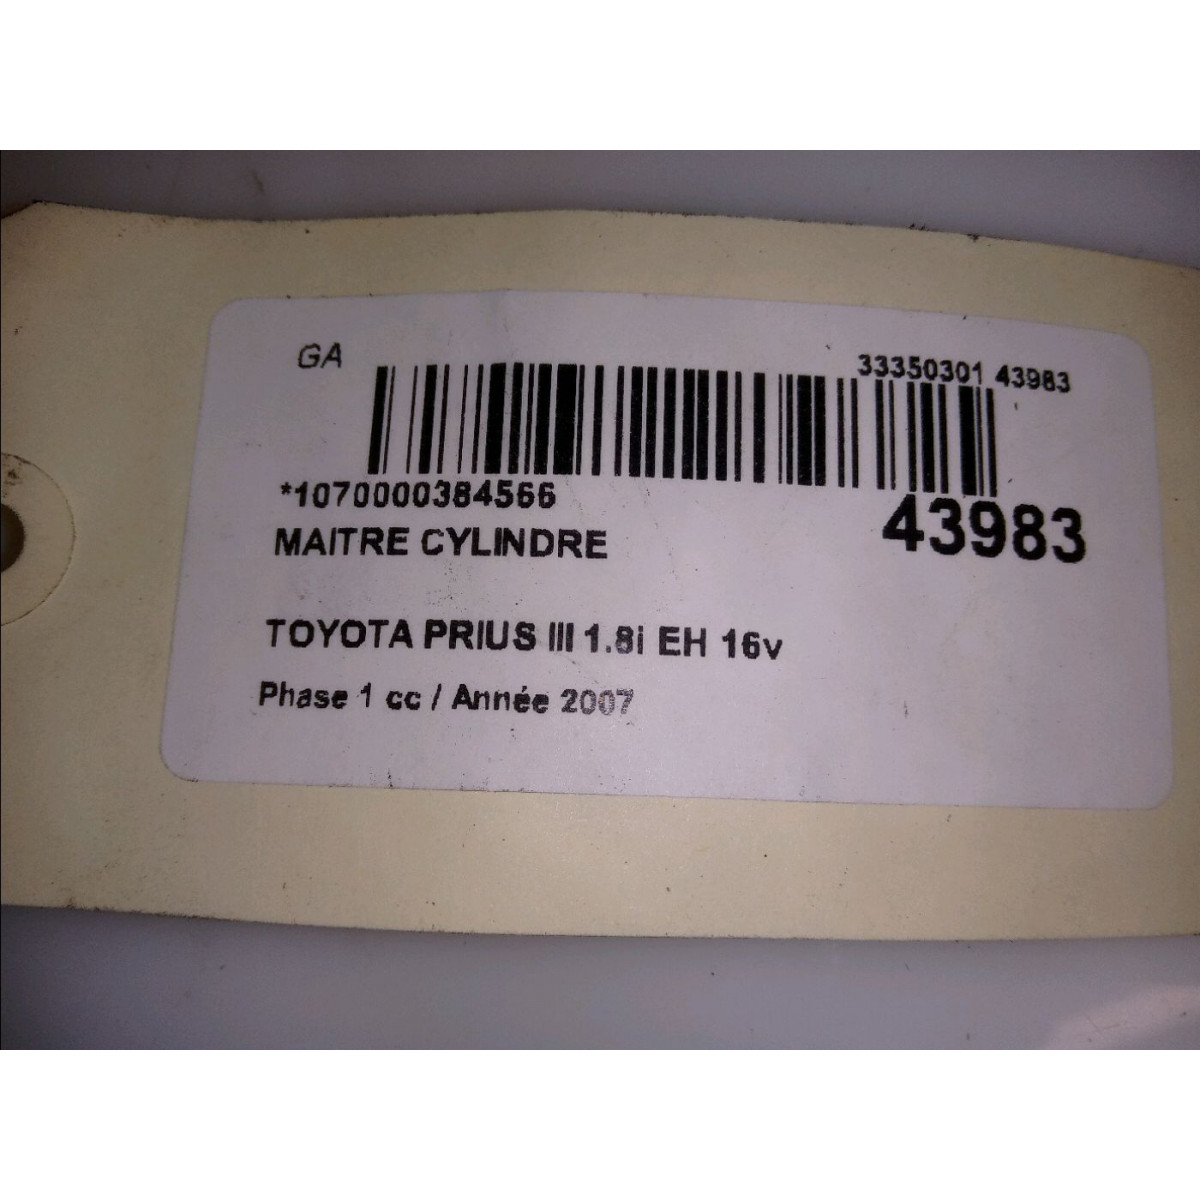 GA
33350301 43983
*1070000384566
43983
MAITRE CYLINDRE
TOYOTA PRIUS III 1.8i EH 16v
Phase 1 cc / Année 2007